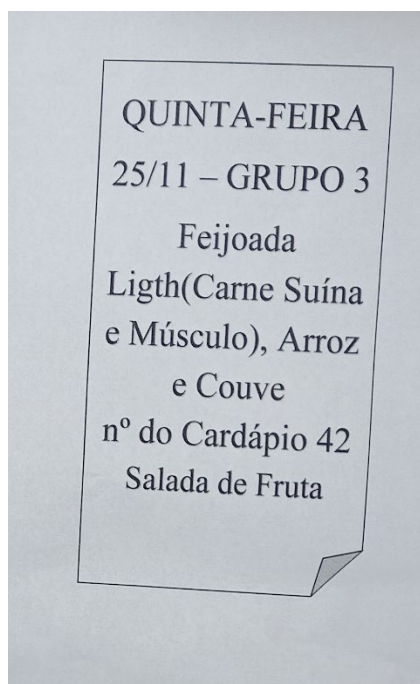 QUINTA-FEIRA
25/11 – GRUPO 3
Feijoada
Ligth(Carne Suína
e Músculo), Arroz
e Couve
nº do Cardápio 42
Salada de Fruta